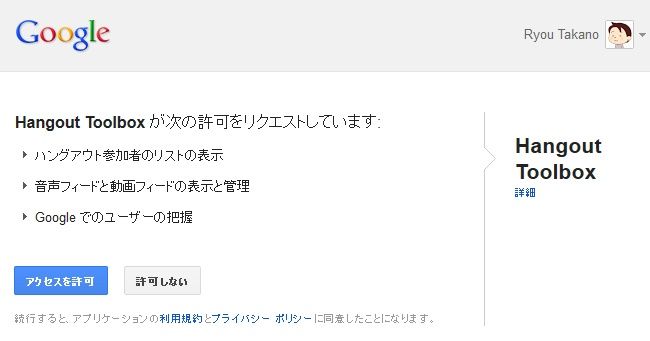 Google
Ryou Takano
Hangout Toolbox が次の許可をリクエストしています:
ハングアウト参加者のリストの表示
音声フィードと動画フィードの表示と管理
Google でのユーザーの把握
アクセスを許可
許可しない
続行すると、アプリケーションの利用規約とプライバシー ポリシーに同意したことになります。
Hangout
Toolbox
詳細